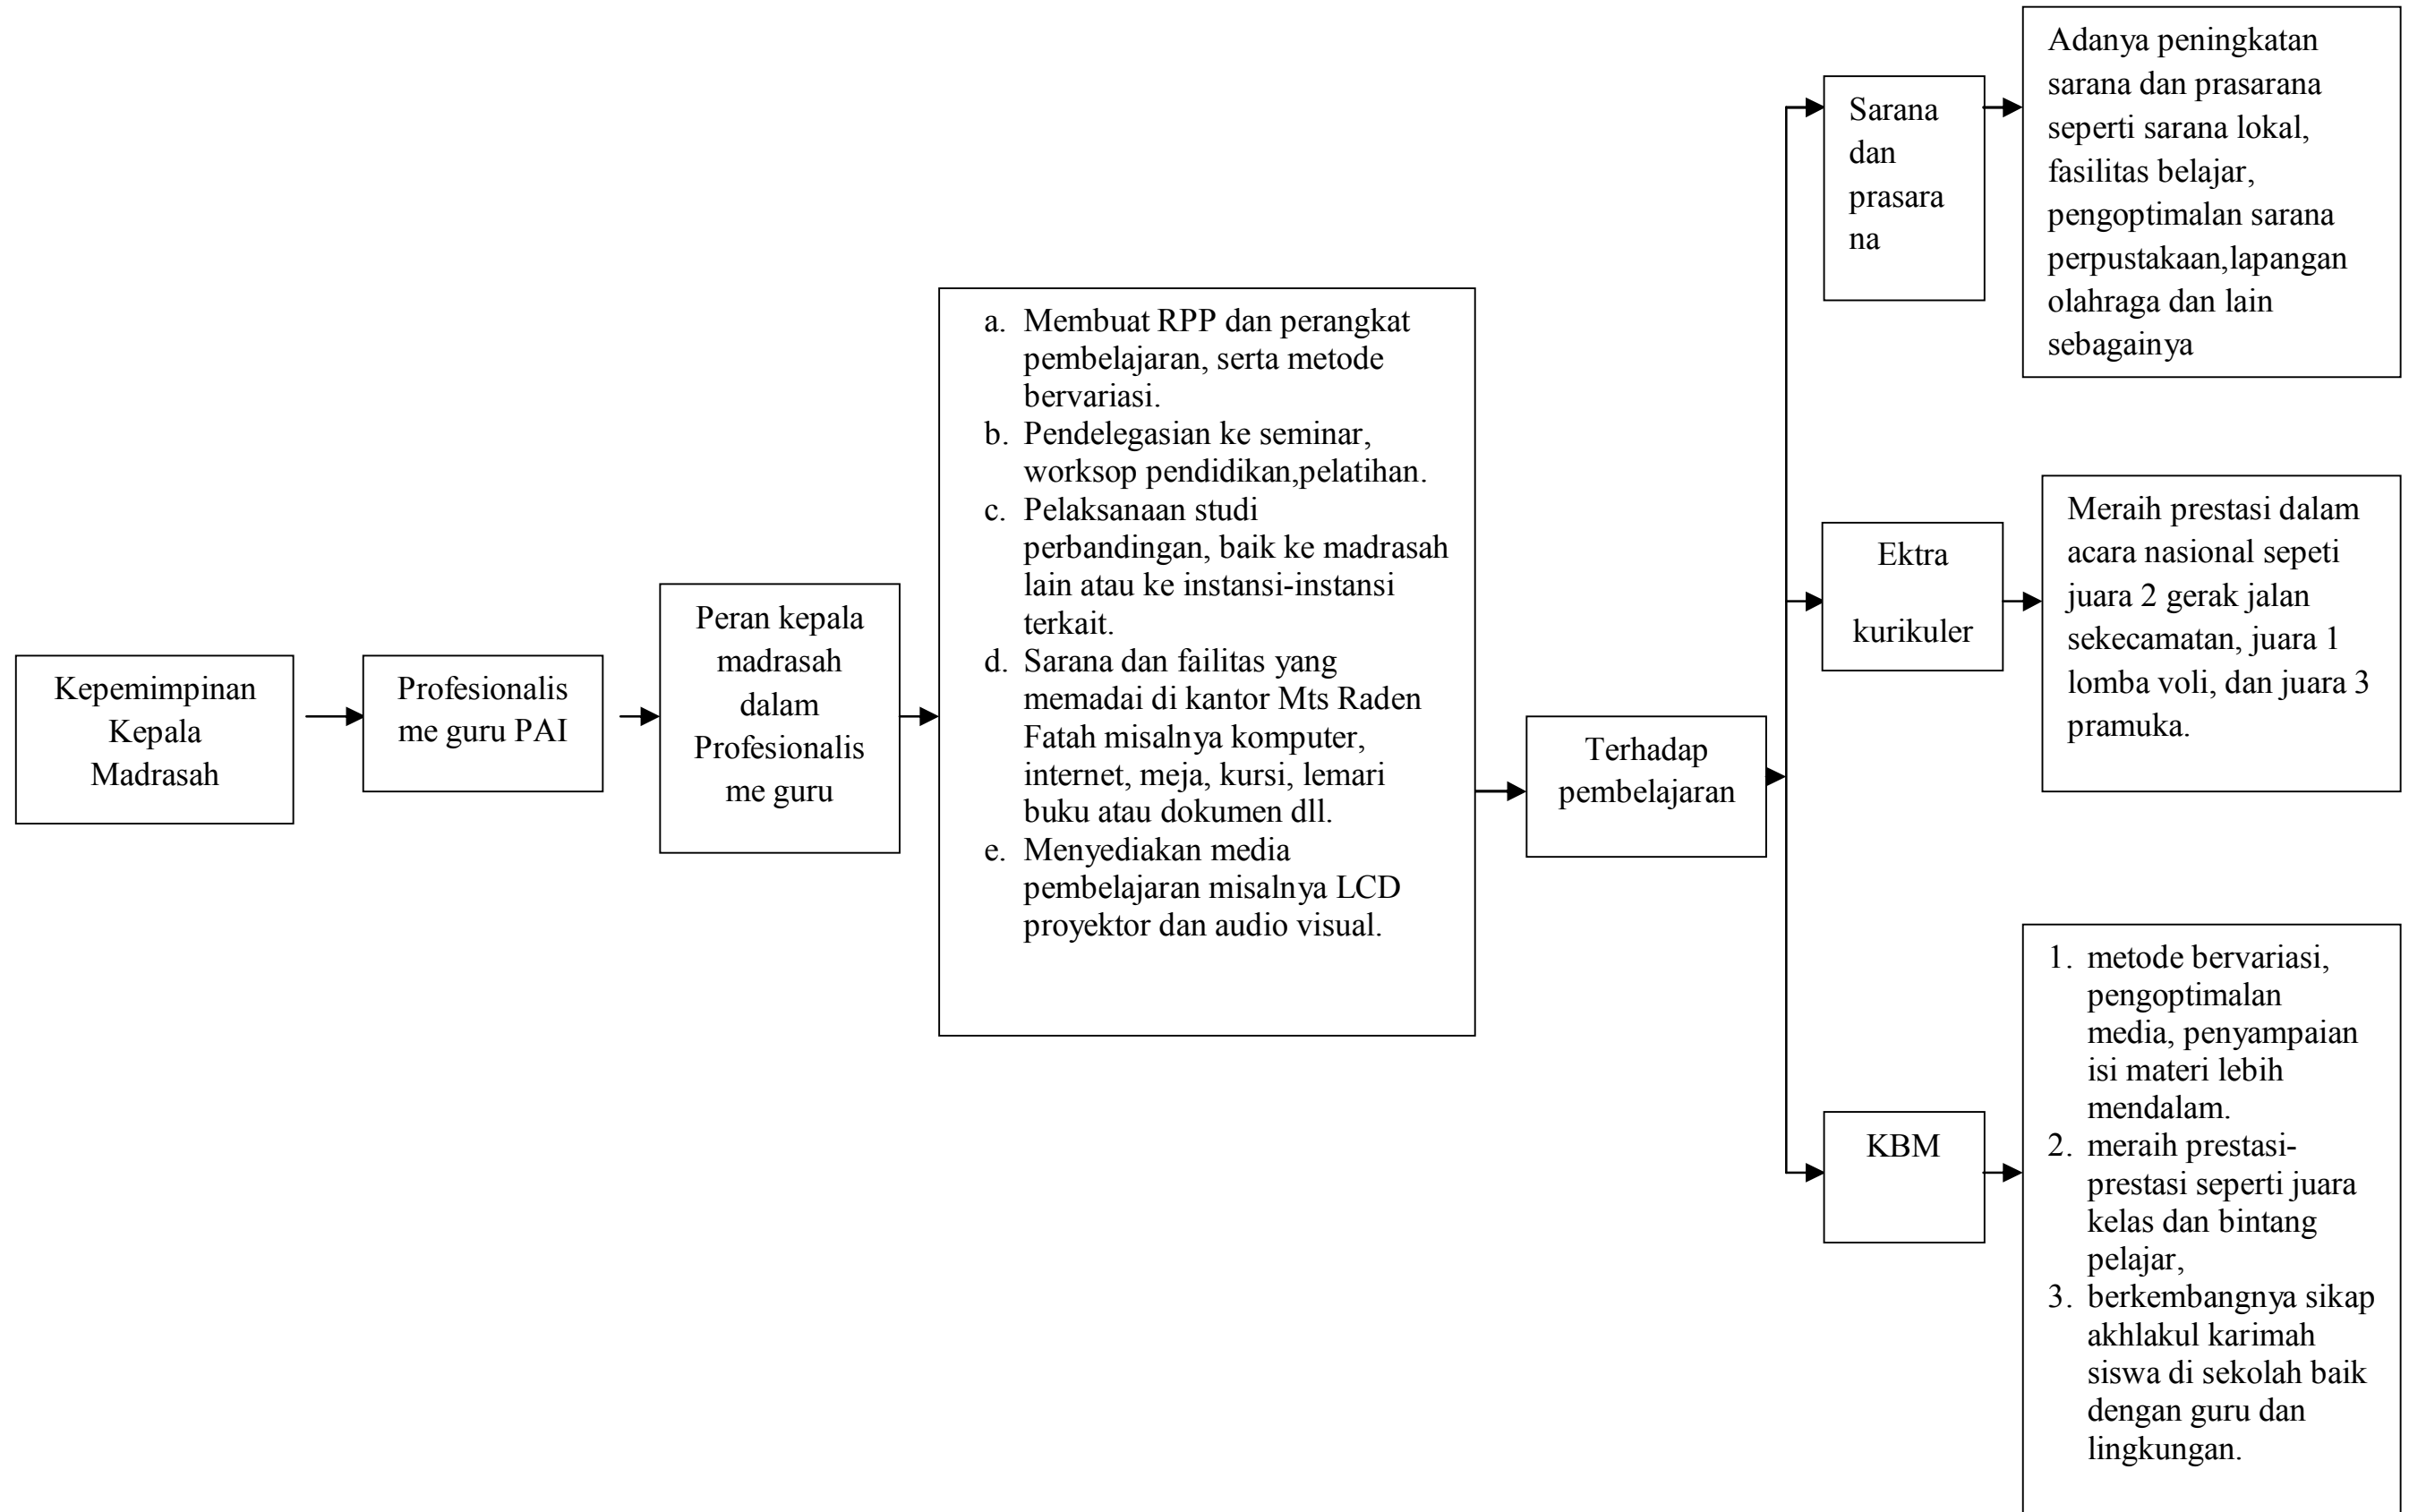 Kepemimpinan
Kepala
Madrasah
Profesionalis
me guru PAI
Peran kepala
madrasah
dalam
Profesionalis
me guru
a. Membuat RPP dan perangkat
pembelajaran, serta metode
bervariasi.
b. Pendelegasian ke seminar,
worksop pendidikan,pelatihan.
c. Pelaksanaan studi
perbandingan, baik ke madrasah
lain atau ke instansi-instansi
terkait.
d. Sarana dan failitas yang
memadai di kantor Mts Raden
Fatah misalnya komputer,
internet, meja, kursi, lemari
buku atau dokumen dll.
e. Menyediakan media
pembelajaran misalnya LCD
proyektor dan audio visual.
Terhadap
pembelajaran
Sarana
dan
prasara
na
Adanya peningkatan
sarana dan prasarana
seperti sarana lokal,
fasilitas belajar,
pengoptimalan sarana
perpustakaan,lapangan
olahraga dan lain
sebagainya
Ektra
kurikuler
Meraih prestasi dalam
acara nasional sepeti
juara 2 gerak jalan
sekecamatan, juara 1
lomba voli, dan juara 3
pramuka.
KBM
1. metode bervariasi,
pengoptimalan
media, penyampaian
isi materi lebih
mendalam.
2. meraih prestasi-
prestasi seperti juara
kelas dan bintang
pelajar,
3. berkembangnya sikap
akhlakul karimah
siswa di sekolah baik
dengan guru dan
lingkungan.